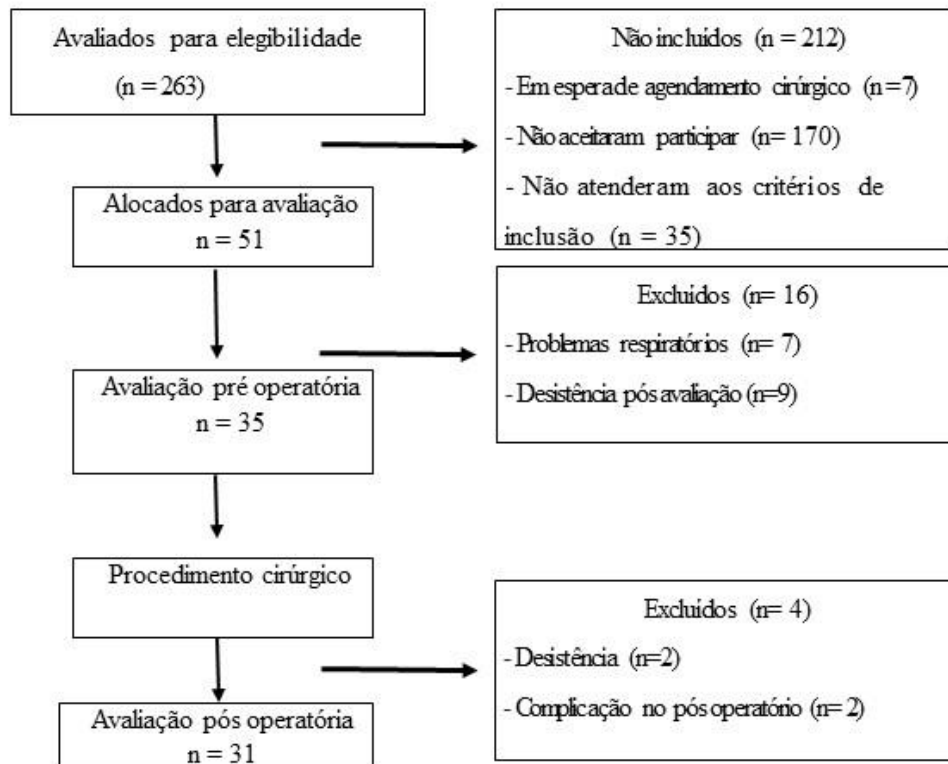 Avaliados para elegibilidade
(n = 263)
Não incluidos (n = 212)
- Em espera de agendamento cirúrgico (n =7)
- Não aceitaram participar (n= 170)
- Não atenderam aos critérios de
inclusão (n = 35)
Alocados para avaliação
n = 51
Excluídos (n= 16)
- Problemas respiratórios (n= 7)
- Desistência pós avaliação (n=9)
Avaliação pré operatória
n = 35
Procedimento cirúrgico
Excluídos (n= 4)
- Desistência (n=2)
- Complicação no pós operatório (n= 2)
Avaliação pós operatória
n = 31